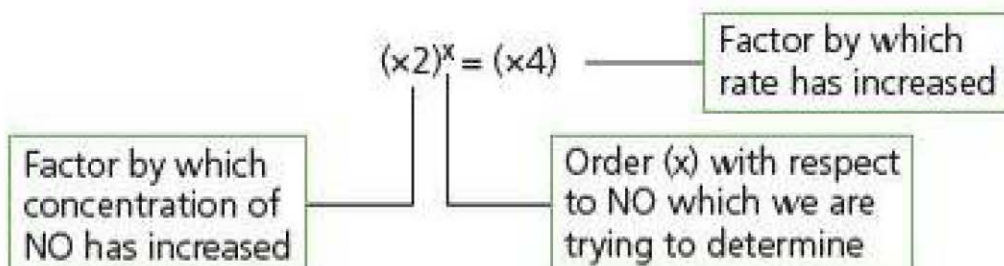 (×2)ˣ = (×4)
Factor by which
rate has increased
Factor by which
concentration of
NO has increased
Order (x) with respect
to NO which we are
trying to determine